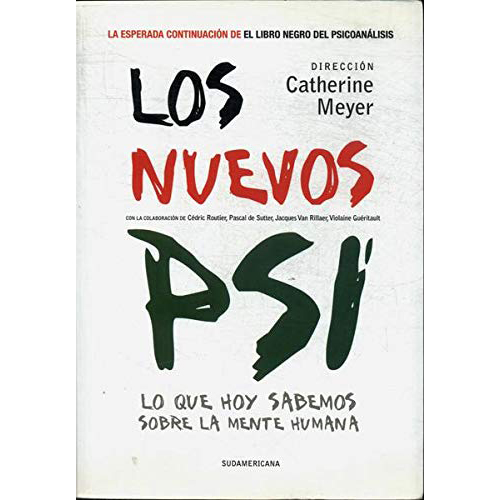 LA ESPERADA CONTINUACIÓN DE EL LIBRO NEGRO DEL PSICOANÁLISIS
DIRECCIÓN
Catherine
Meyer
LOS
NUEVOS
CON LA COLABORACIÓN DE Cédric Routier, Pascal de Sutter, Jacques Van Rillaer, Violaine Guéritault
PSI
LO QUE HOY SABEMOS
SOBRE LA MENTE HUMANA
SUDAMERICANA